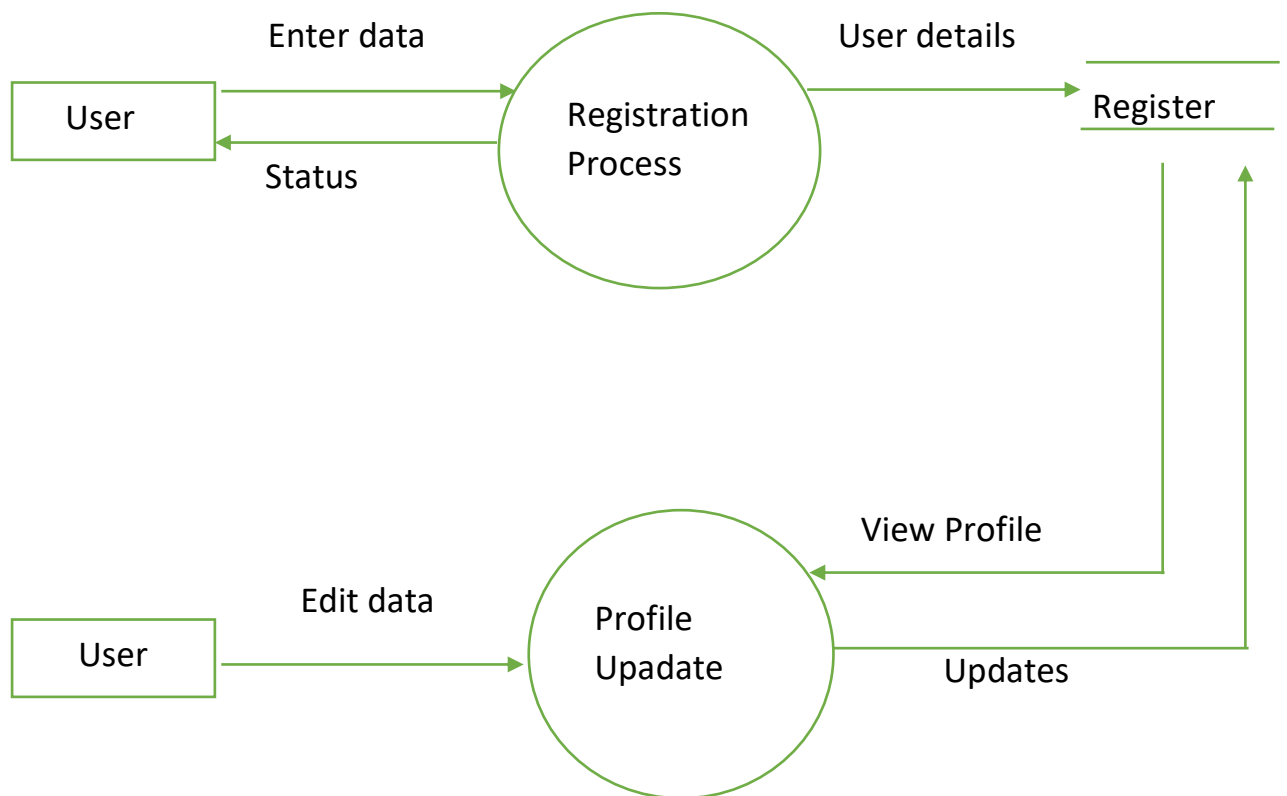 Enter data
User details
User
Registration
Process
Register
Status
View Profile
Edit data
Profile
Upadate
User
Updates